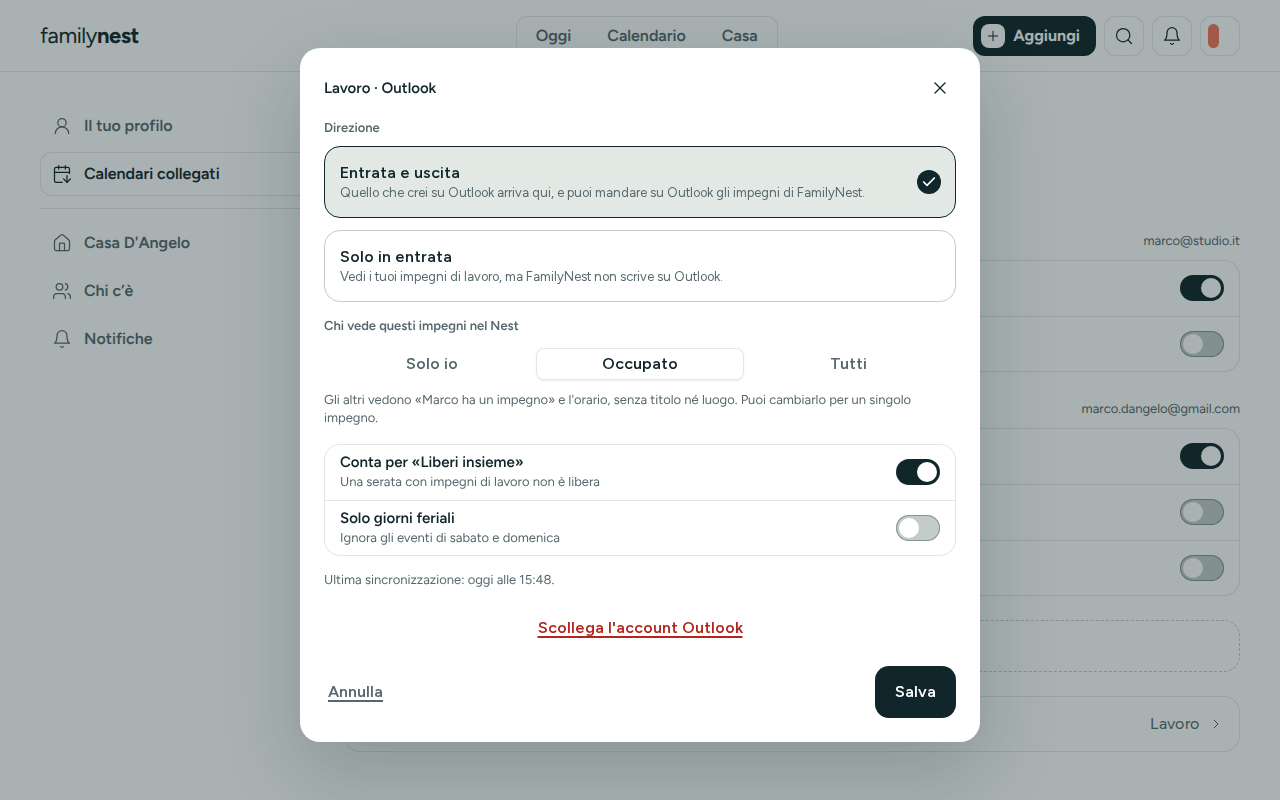 familynest
Oggi
Calendario
Casa
Aggiungi
Il tuo profilo
Calendari collegati
Casa D'Angelo
Chi c'è
Notifiche
marco@studio.it
marco.dangelo@gmail.com
Lavoro
Lavoro · Outlook
Direzione
Entrata e uscita
Quello che crei su Outlook arriva qui, e puoi mandare su Outlook gli impegni di FamilyNest.
Solo in entrata
Vedi i tuoi impegni di lavoro, ma FamilyNest non scrive su Outlook.
Chi vede questi impegni nel Nest
Solo io
Occupato
Tutti
Gli altri vedono «Marco ha un impegno» e l'orario, senza titolo né luogo. Puoi cambiarlo per un singolo
impegno.
Conta per «Liberi insieme»
Una serata con impegni di lavoro non è libera
Solo giorni feriali
Ignora gli eventi di sabato e domenica
Ultima sincronizzazione: oggi alle 15:48.
Scollega l'account Outlook
Annulla
Salva